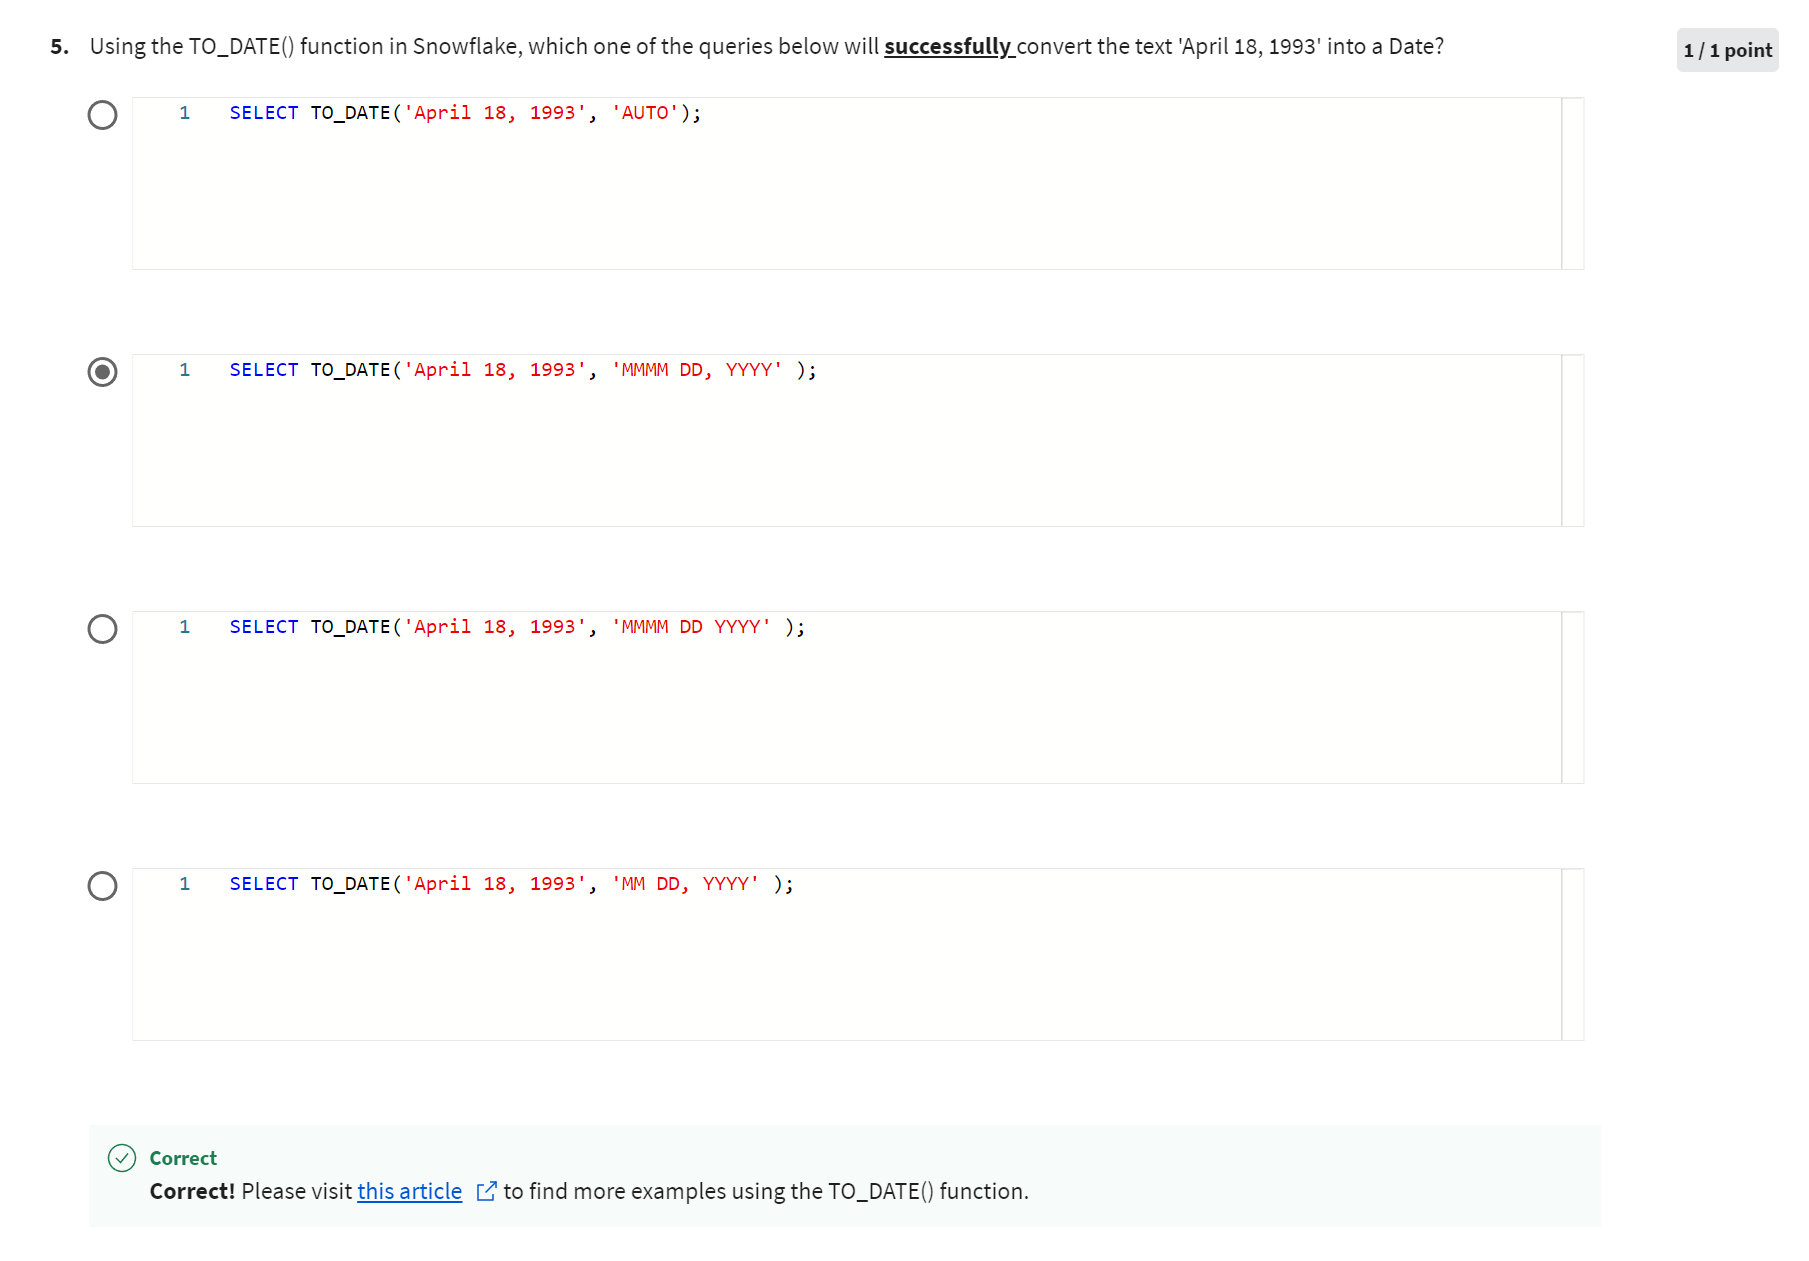 5. Using the TO_DATE() function in Snowflake, which one of the queries below will successfully convert the text 'April 18, 1993' into a Date?
1 / 1 point
1 SELECT TO_DATE('April 18, 1993', 'AUTO');
1 SELECT TO_DATE('April 18, 1993', 'MMMM DD, YYYY' );
1 SELECT TO_DATE('April 18, 1993', 'MMMM DD YYYY' );
1 SELECT TO_DATE('April 18, 1993', 'MM DD, YYYY' );
Correct
Correct! Please visit this article to find more examples using the TO_DATE() function.